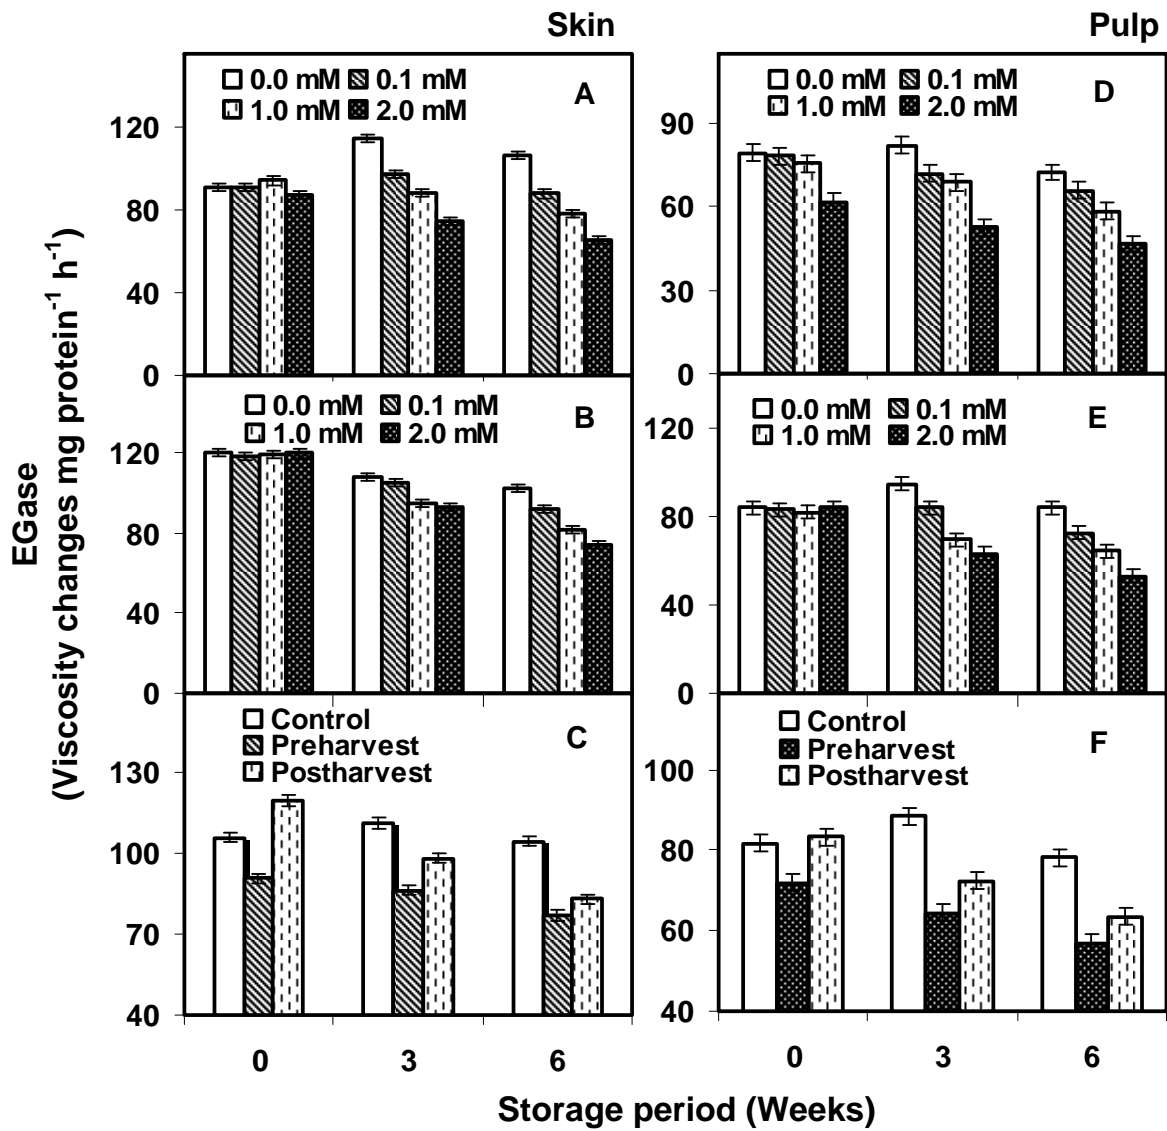 Skin
Pulp
EGase
(Viscosity changes mg protein⁻¹ h⁻¹)
0.0 mM 0.1 mM
1.0 mM 2.0 mM
A
120
80
40
0
0.0 mM 0.1 mM
1.0 mM 2.0 mM
B
120
80
40
0
Control
Preharvest
Postharvest
C
130
100
70
40
0 3 6
0.0 mM 0.1 mM
1.0 mM 2.0 mM
D
90
60
30
0
0.0 mM 0.1 mM
1.0 mM 2.0 mM
E
120
80
40
0
Control
Preharvest
Postharvest
F
100
80
60
40
0 3 6
Storage period (Weeks)